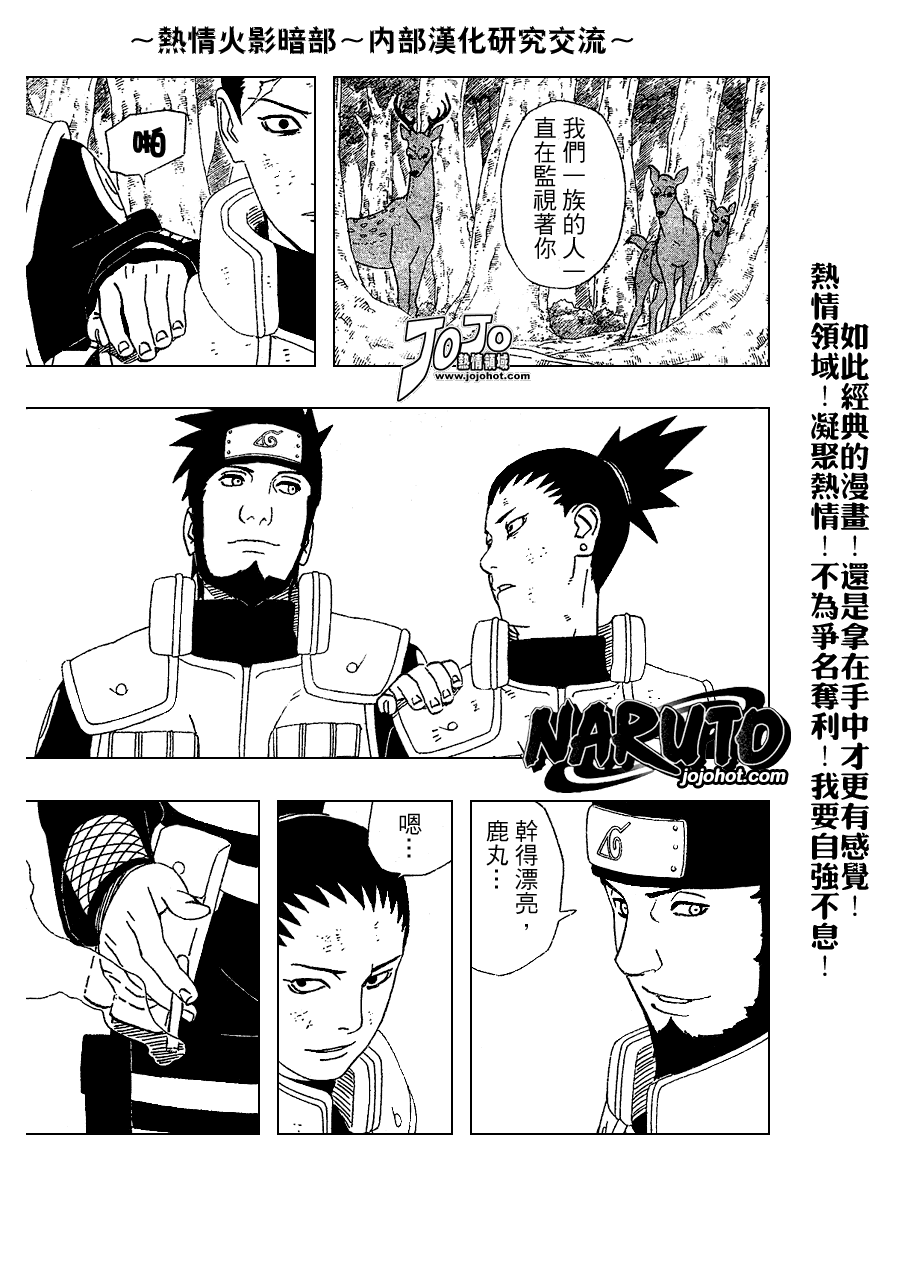 ～熱情火影暗部～内部漢化研究交流～
我們一族的人一
直在監視著你
啪
JOJO
熱情領域
www.jojohot.com
NARUTO
jojohot.com
幹得漂亮，
鹿丸…
嗯…
如此經典的漫畫！還是拿在手中才更有感覺！
熱情領域！凝聚熱情！不為爭名奪利！我要自強不息！